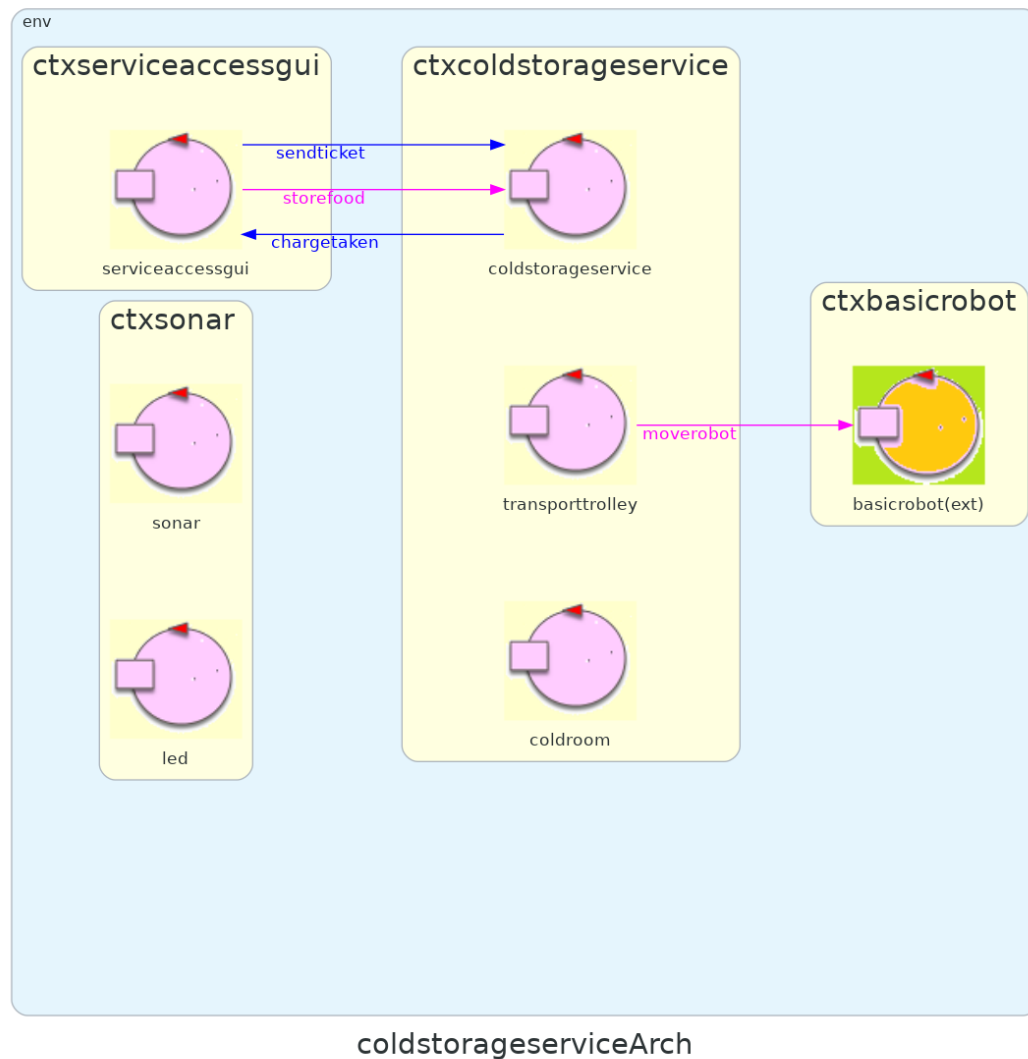 env
ctxserviceaccessgui
ctxcoldstorageservice
sendticket
storefood
chargetaken
serviceaccessgui
coldstorageservice
ctxbasicrobot
ctxsonar
moverobot
transporttrolley
basicrobot(ext)
sonar
coldroom
led
coldstorageserviceArch